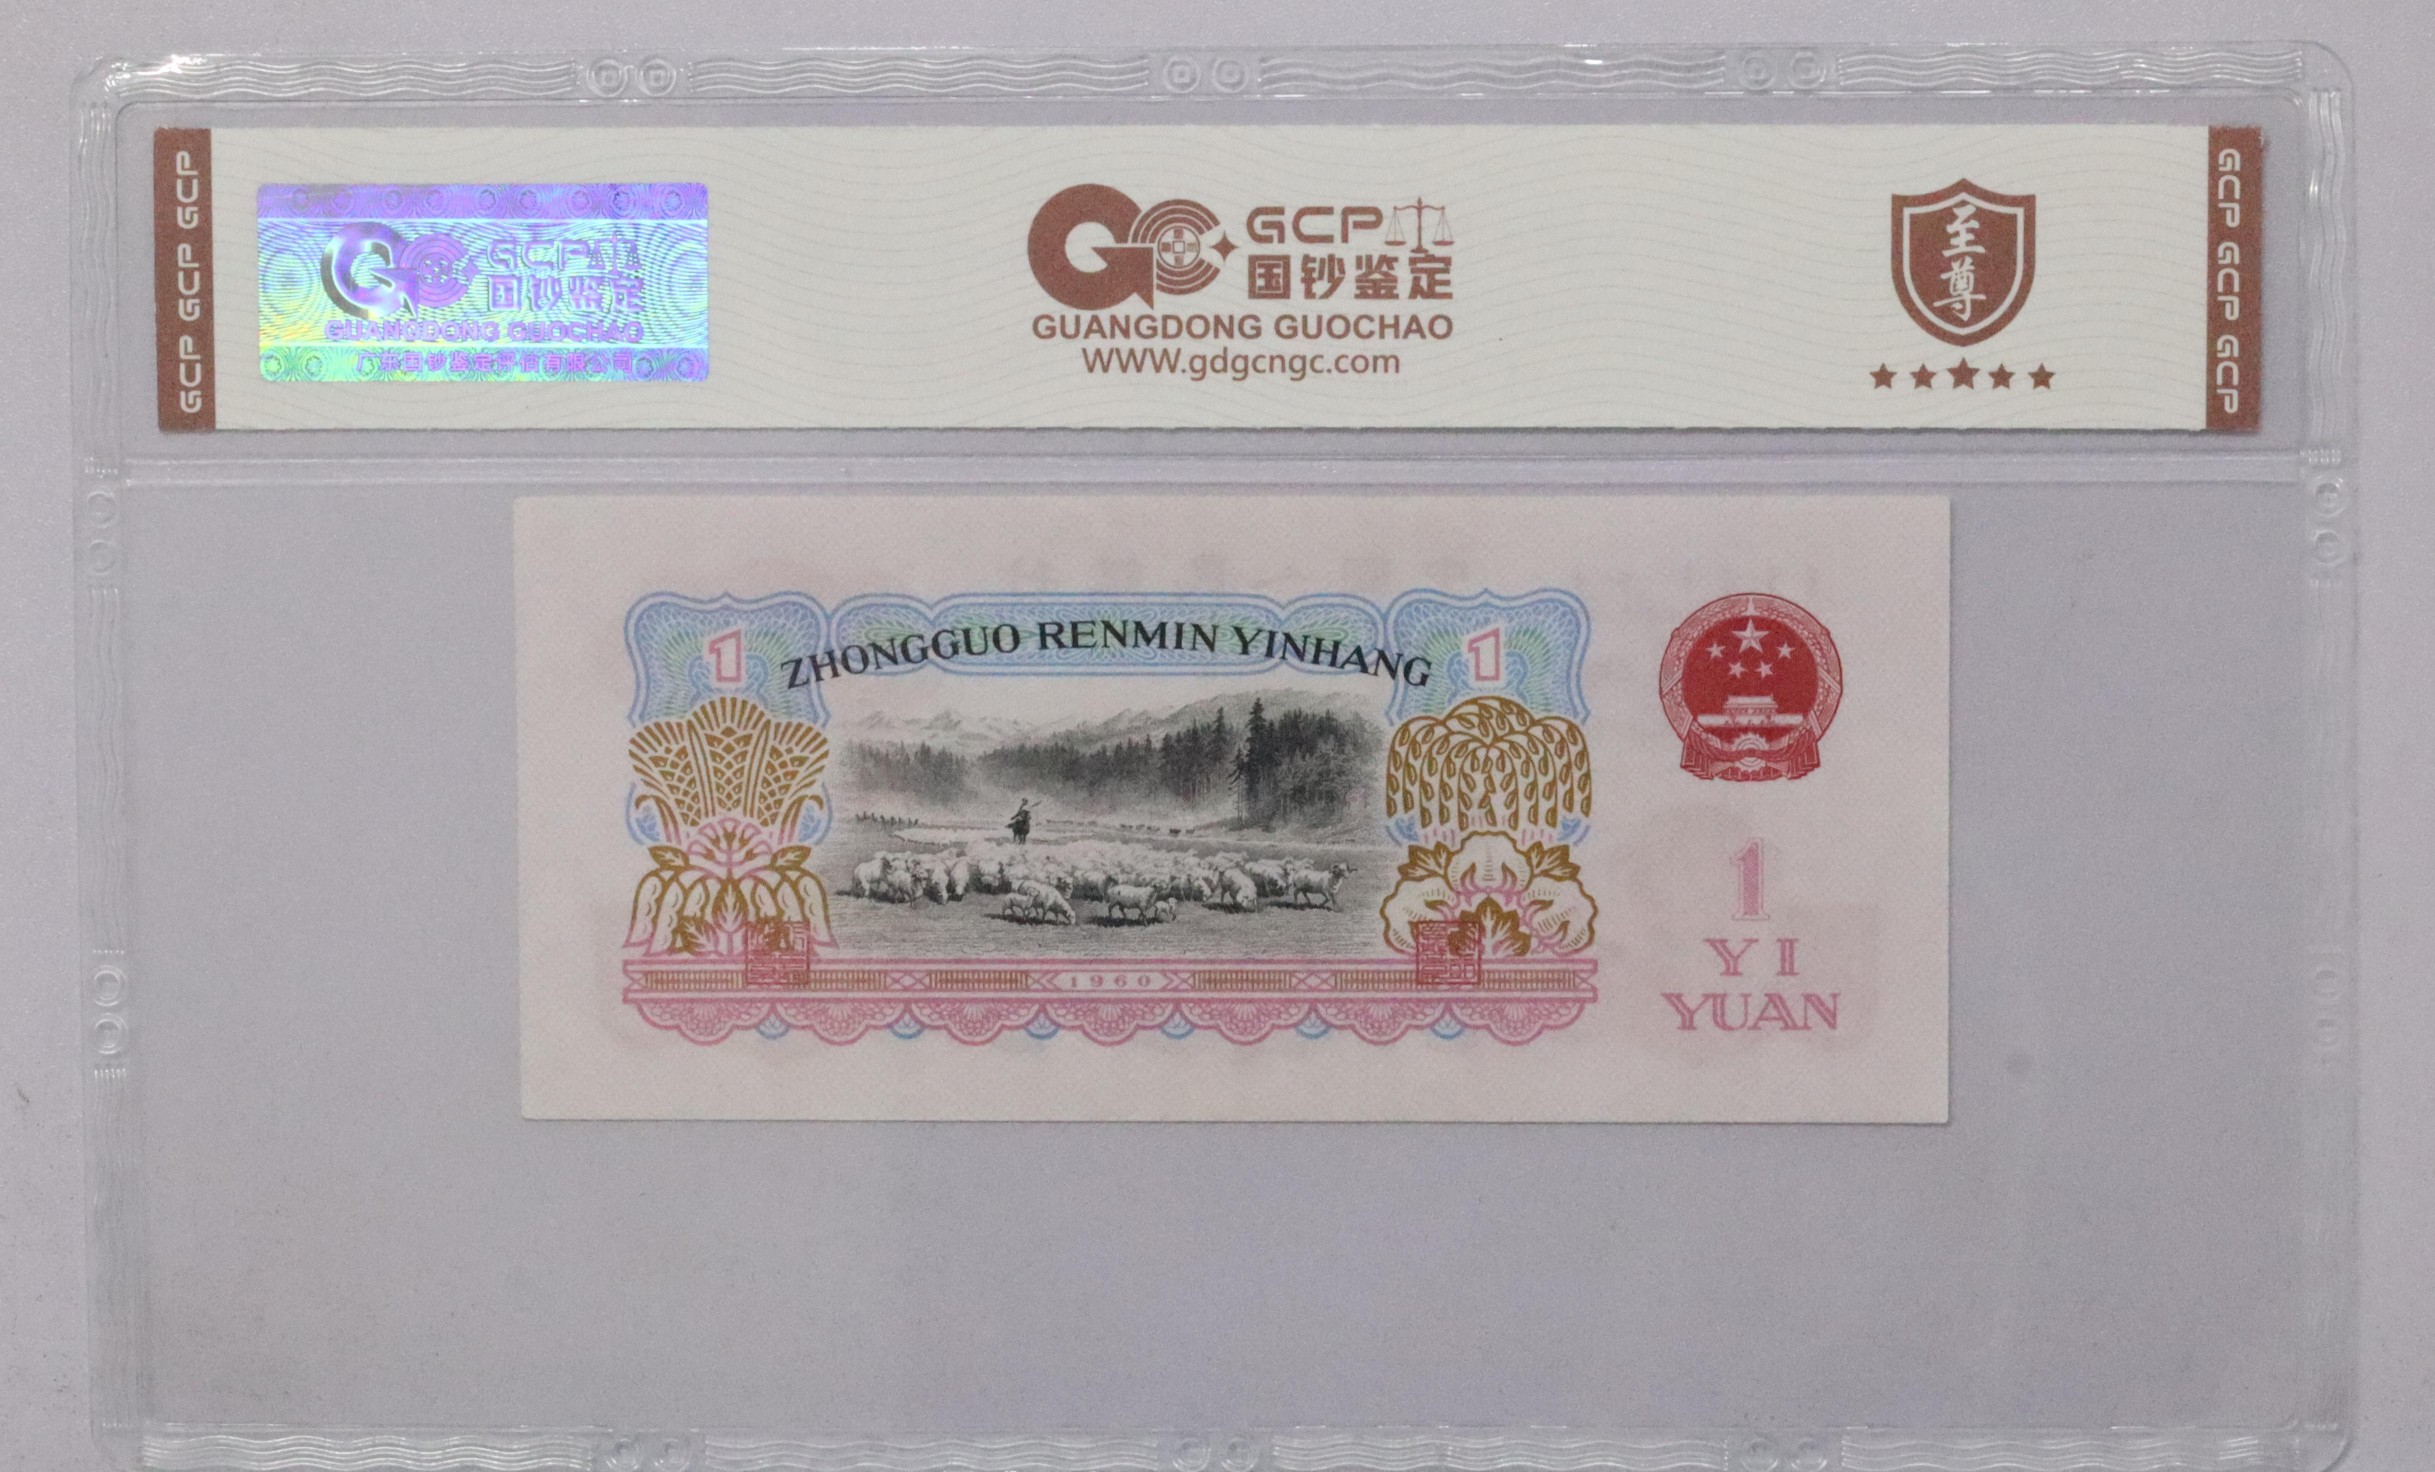 GCP GCP GCP
GCP
国钞鉴定
GUANGDONG GUOCHAO
广东国钞鉴定评估有限公司
GCP
国钞鉴定
GUANGDONG GUOCHAO
WWW.gdgcngc.com
至
尊
GCP GCP GCP
1
ZHONGGUO RENMIN YINHANG
1
1960
1
YI
YUAN